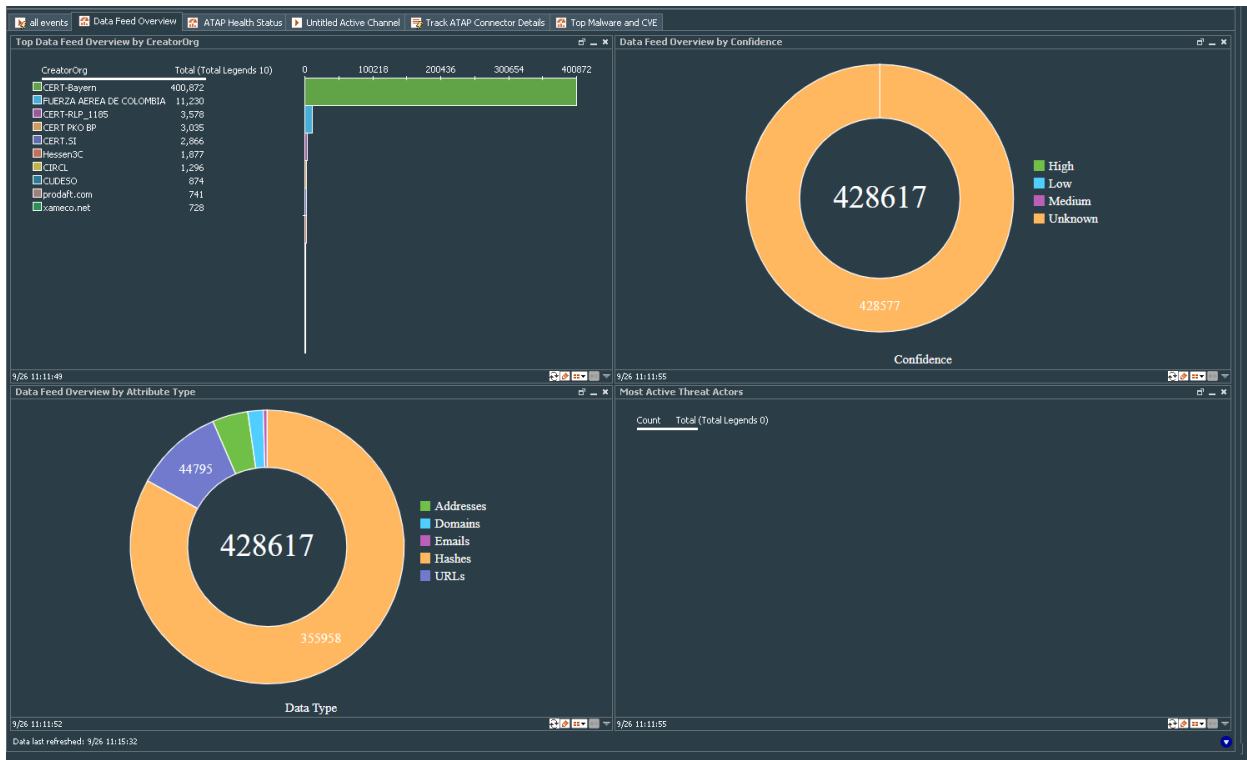 all events Data Feed Overview ATAP Health Status Untitled Active Channel Track ATAP Connector Details Top Malware and CVE
Top Data Feed Overview by CreatorOrg
CreatorOrg Total (Total Legends 10) 0 100218 200436 300654 400872
CERT-Bayern 400,872
FUERZA AEREA DE COLOMBIA 11,230
CERT-RLP_1185 3,578
CERT PKO BP 3,035
CERT.SI 2,866
Hessen3C 1,877
CIRCL 1,296
CUDESO 874
prodaft.com 741
xameco.net 728
9/26 11:11:49
Data Feed Overview by Confidence
428617
428577
High
Low
Medium
Unknown
Confidence
9/26 11:11:55
Data Feed Overview by Attribute Type
44795
428617
355958
Addresses
Domains
Emails
Hashes
URLs
Data Type
9/26 11:11:52
Most Active Threat Actors
Count Total (Total Legends 0)
9/26 11:11:55
Data last refreshed: 9/26 11:15:32